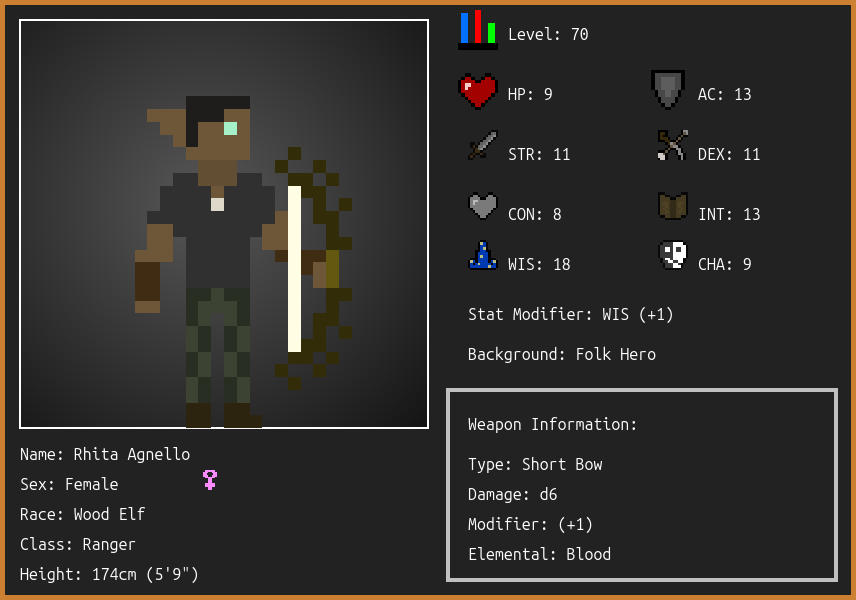 Level: 70
HP: 9
AC: 13
STR: 11
DEX: 11
CON: 8
INT: 13
WIS: 18
CHA: 9
Stat Modifier: WIS (+1)
Background: Folk Hero
Weapon Information:
Type: Short Bow
Damage: d6
Modifier: (+1)
Elemental: Blood
Name: Rhita Agnello
Sex: Female
Race: Wood Elf
Class: Ranger
Height: 174cm (5'9")